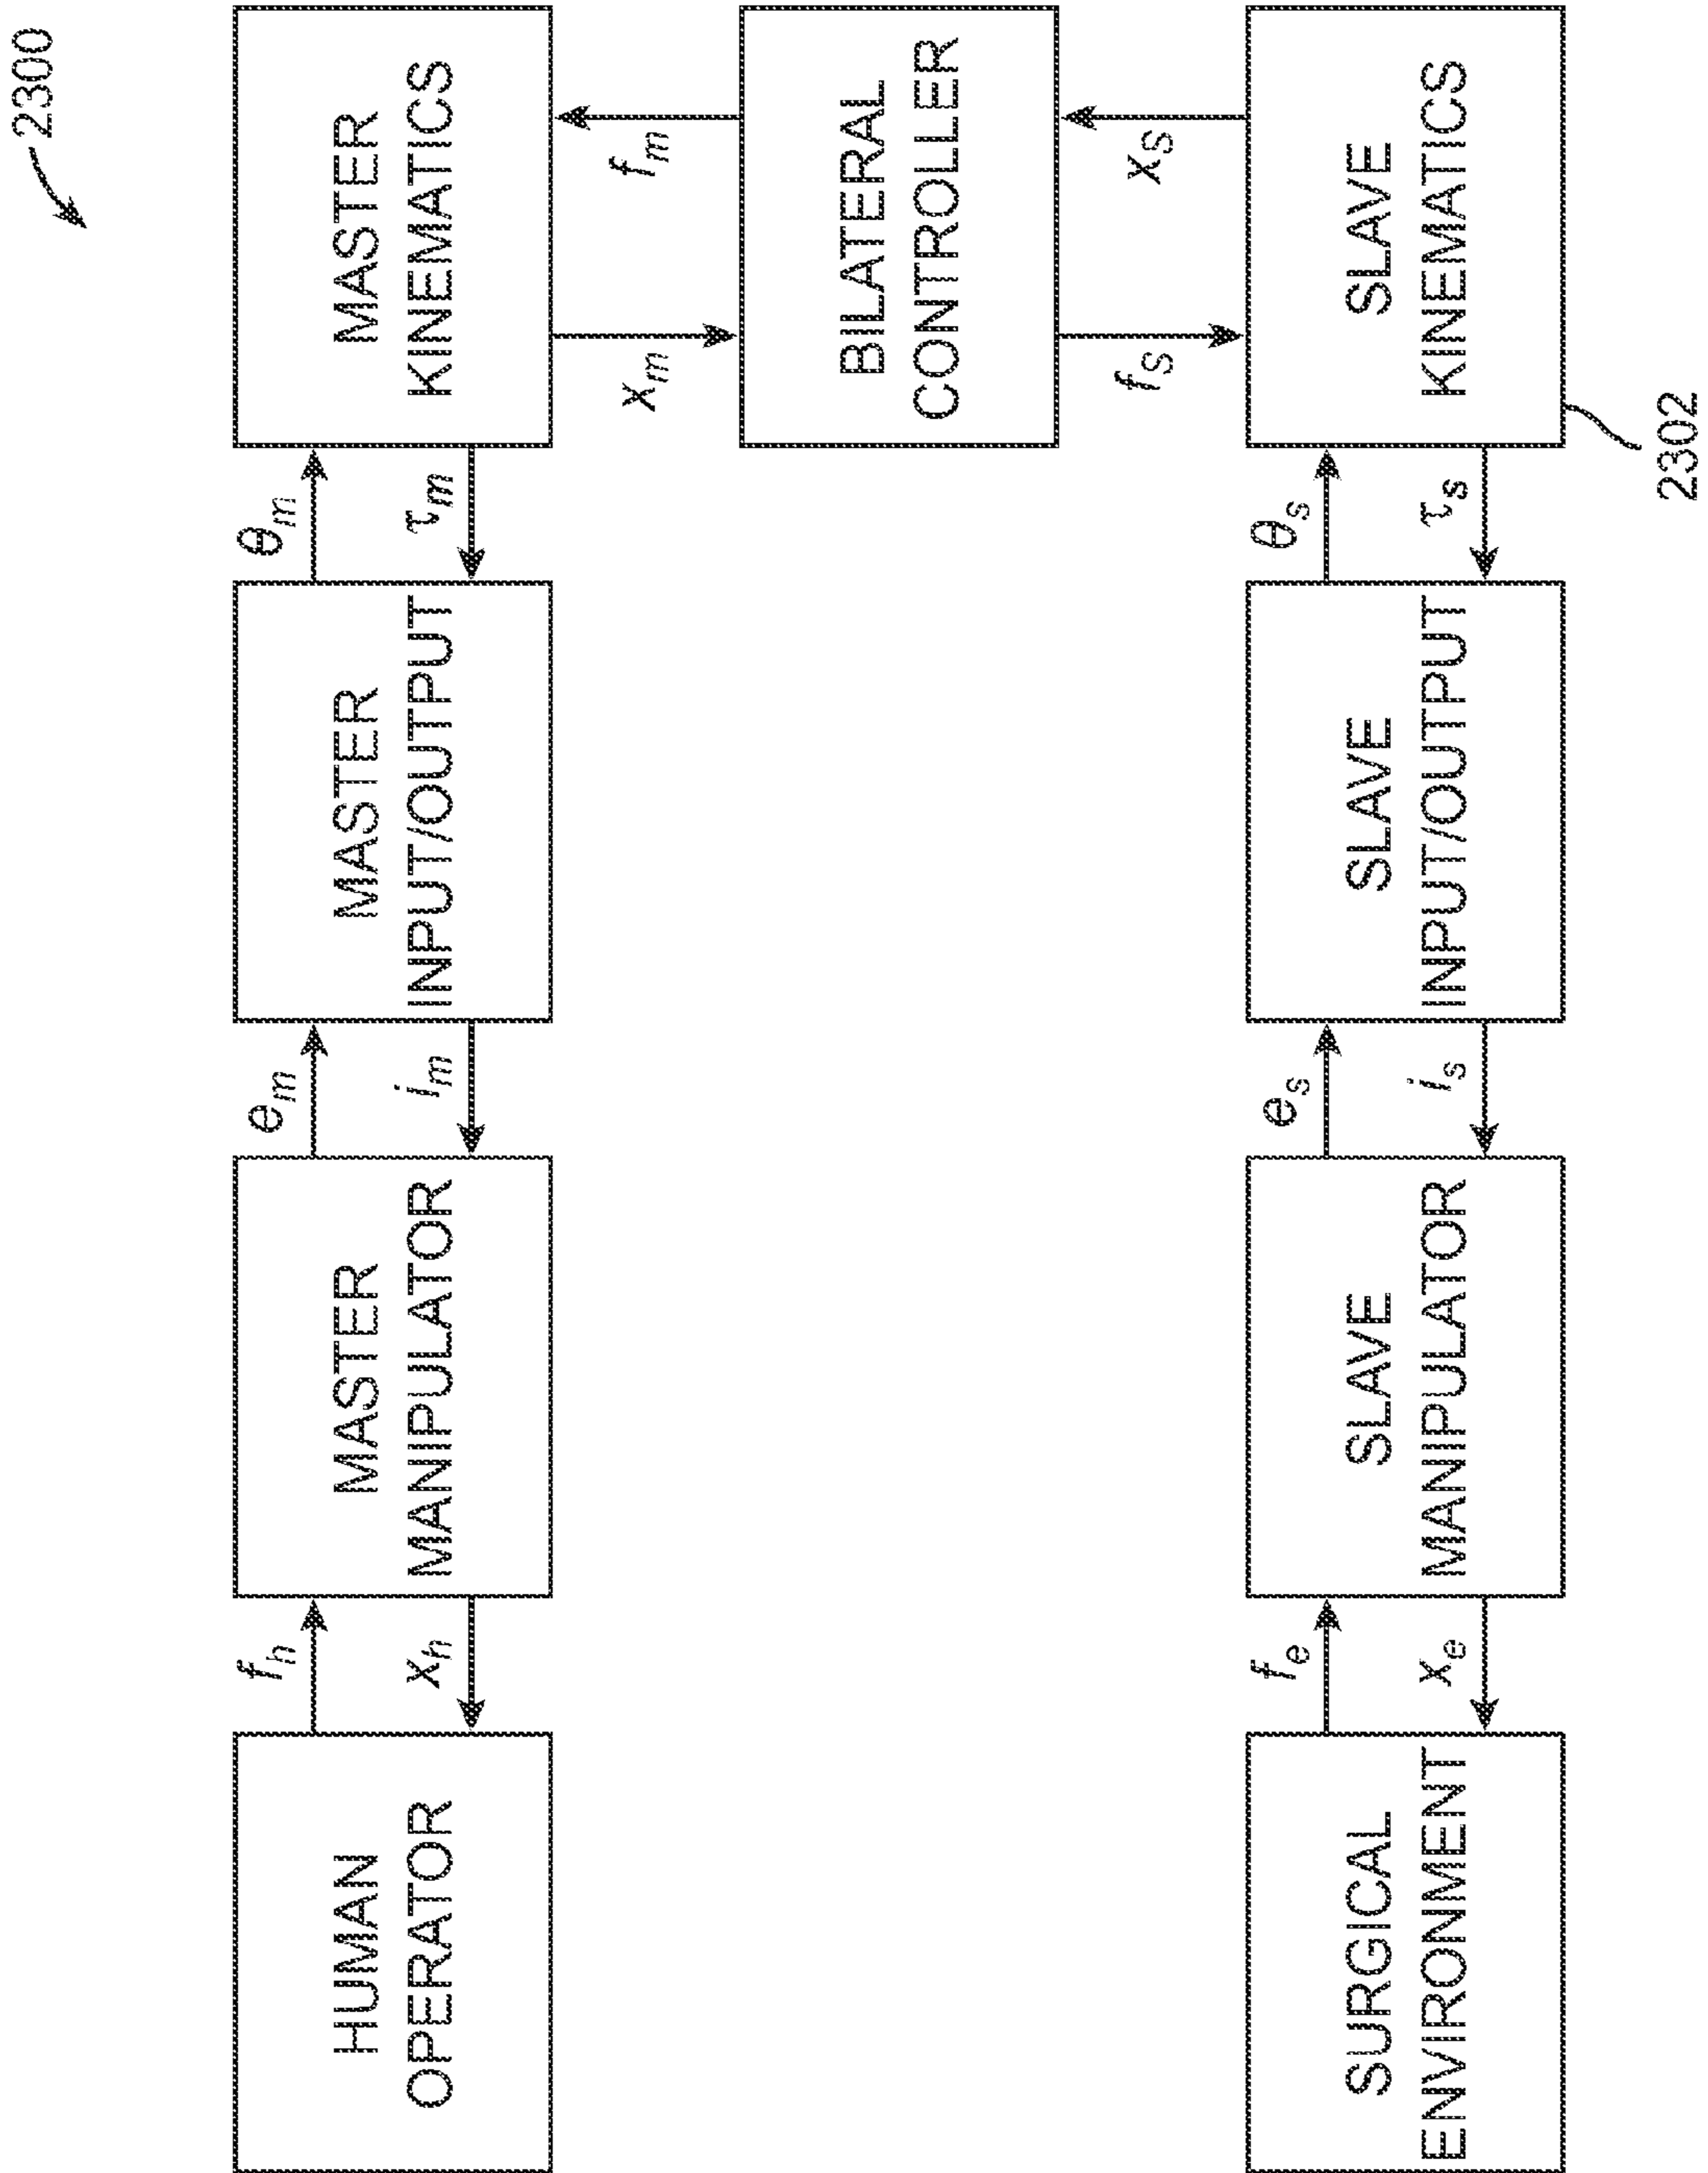 2300
HUMAN
OPERATOR
f_h
x_h
MASTER
MANIPULATOR
e_m
i_m
MASTER
INPUT/OUTPUT
θ_m
τ_m
MASTER
KINEMATICS
x_m
f_m
BILATERAL
CONTROLLER
f_s
x_s
SURGICAL
ENVIRONMENT
f_e
x_e
SLAVE
MANIPULATOR
e_s
i_s
SLAVE
INPUT/OUTPUT
θ_s
τ_s
SLAVE
KINEMATICS
2302